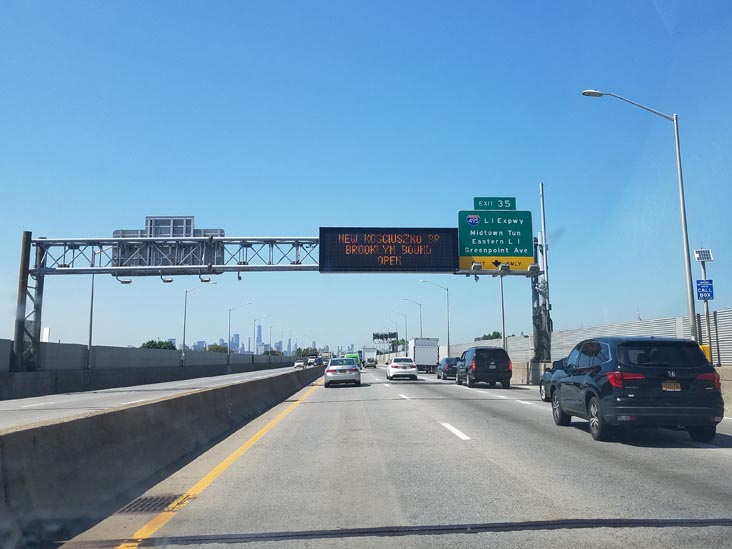 EXIT 35
495 L I Expwy
Midtown Tun
Eastern L I
Greenpoint Ave
ONLY
NEW KOSCIUSZKO BR
BROOKLYN BOUND
OPEN
CALL
BOX